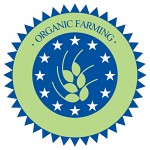 · ORGANIC FARMING ·